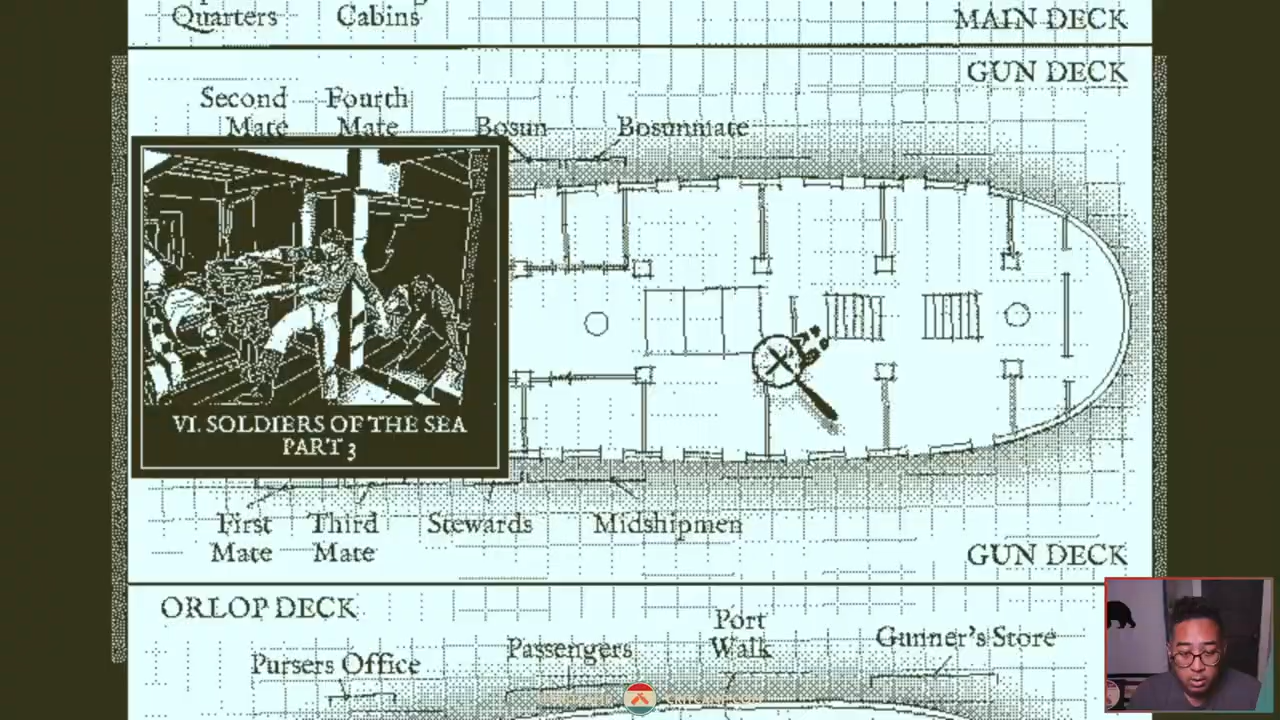 Quarters
Cabins
MAIN DECK
GUN DECK
Second
Mate
Fourth
Mate
Bosun
Bosunmate
VI. SOLDIERS OF THE SEA
PART 3
First
Mate
Third
Mate
Stewards
Midshipmen
GUN DECK
ORLOP DECK
Port
Walk
Gunner's Store
Passengers
Pursers Office